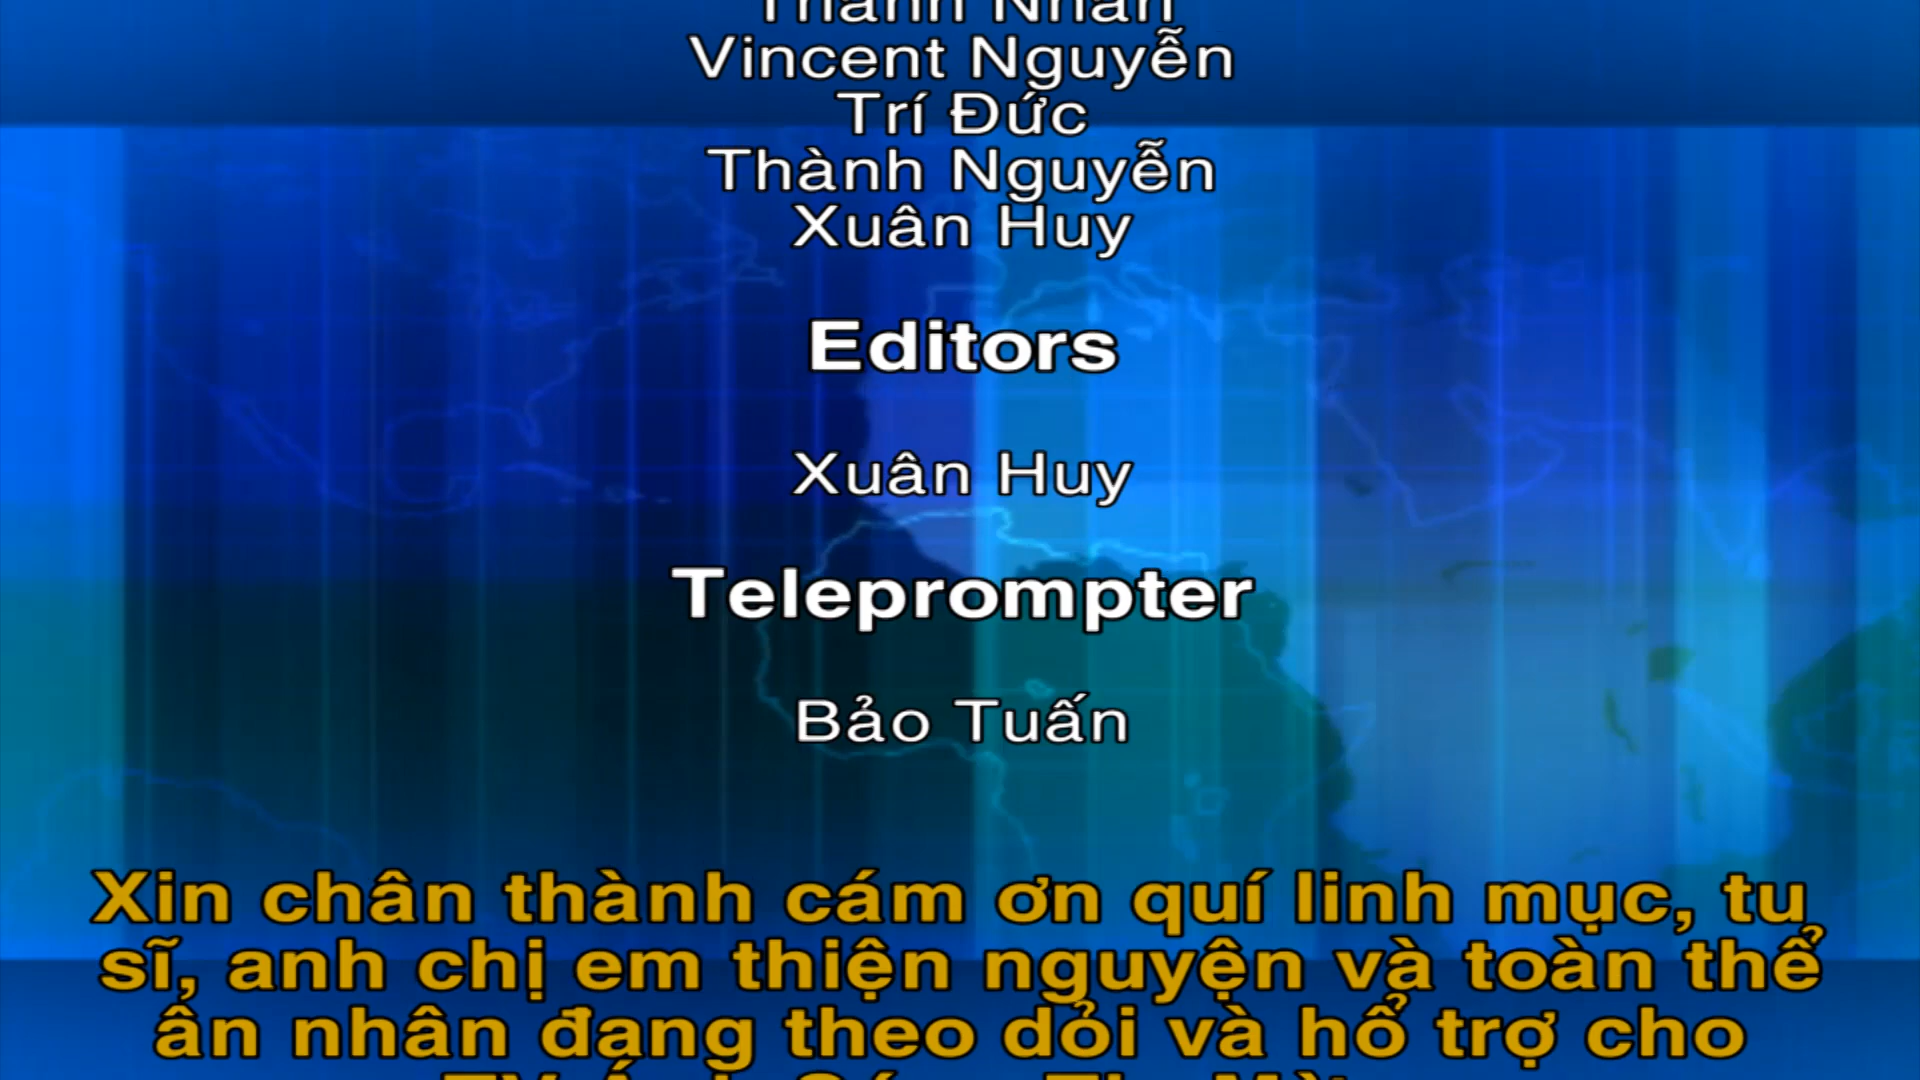 Vincent Nguyễn
Trí Đức
Thành Nguyễn
Xuân Huy
Editors
Xuân Huy
Teleprompter
Bảo Tuấn
Xin chân thành cám ơn quí linh mục, tu
sĩ, anh chị em thiện nguyện và toàn thể
ân nhân đang theo dỏi và hổ trợ cho